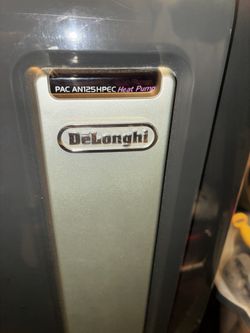 PAC AN125HPEC Heat Pump
DeLonghi